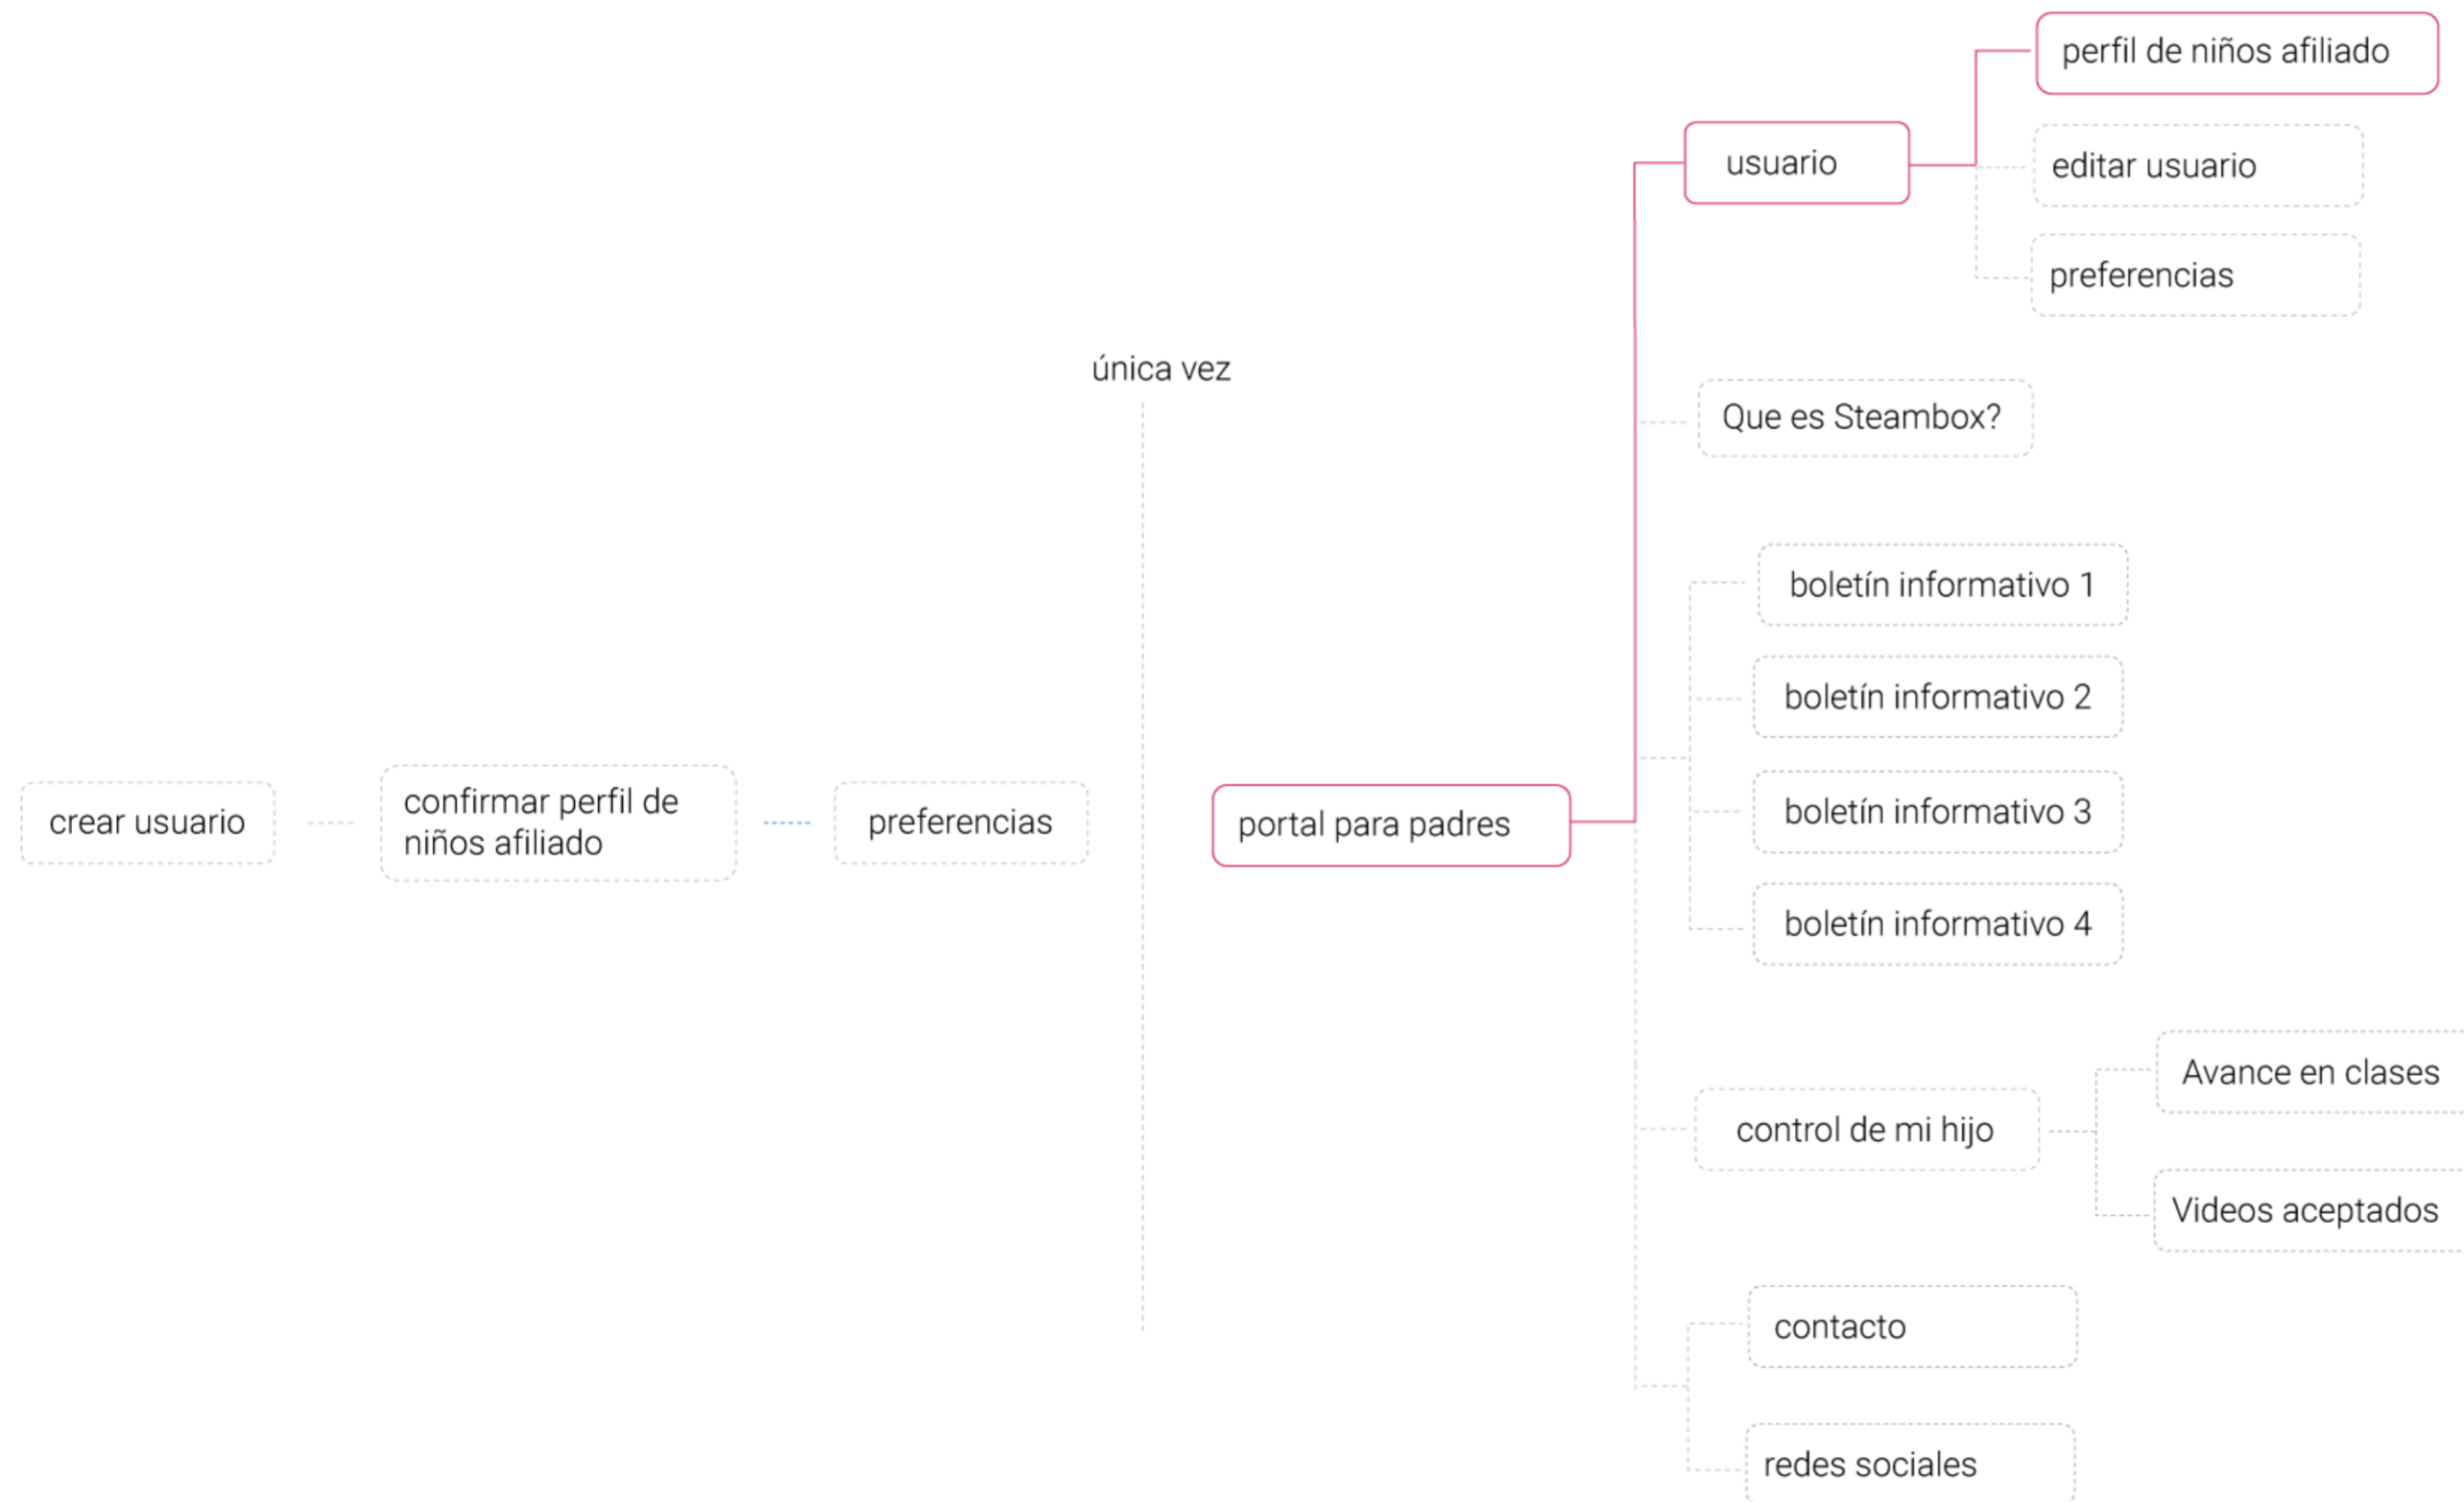 perfil de niños afiliado
usuario
editar usuario
preferencias
única vez
Que es Steambox?
boletín informativo 1
boletín informativo 2
boletín informativo 3
boletín informativo 4
crear usuario
confirmar perfil de
niños afiliado
preferencias
portal para padres
control de mi hijo
Avance en clases
Videos aceptados
contacto
redes sociales